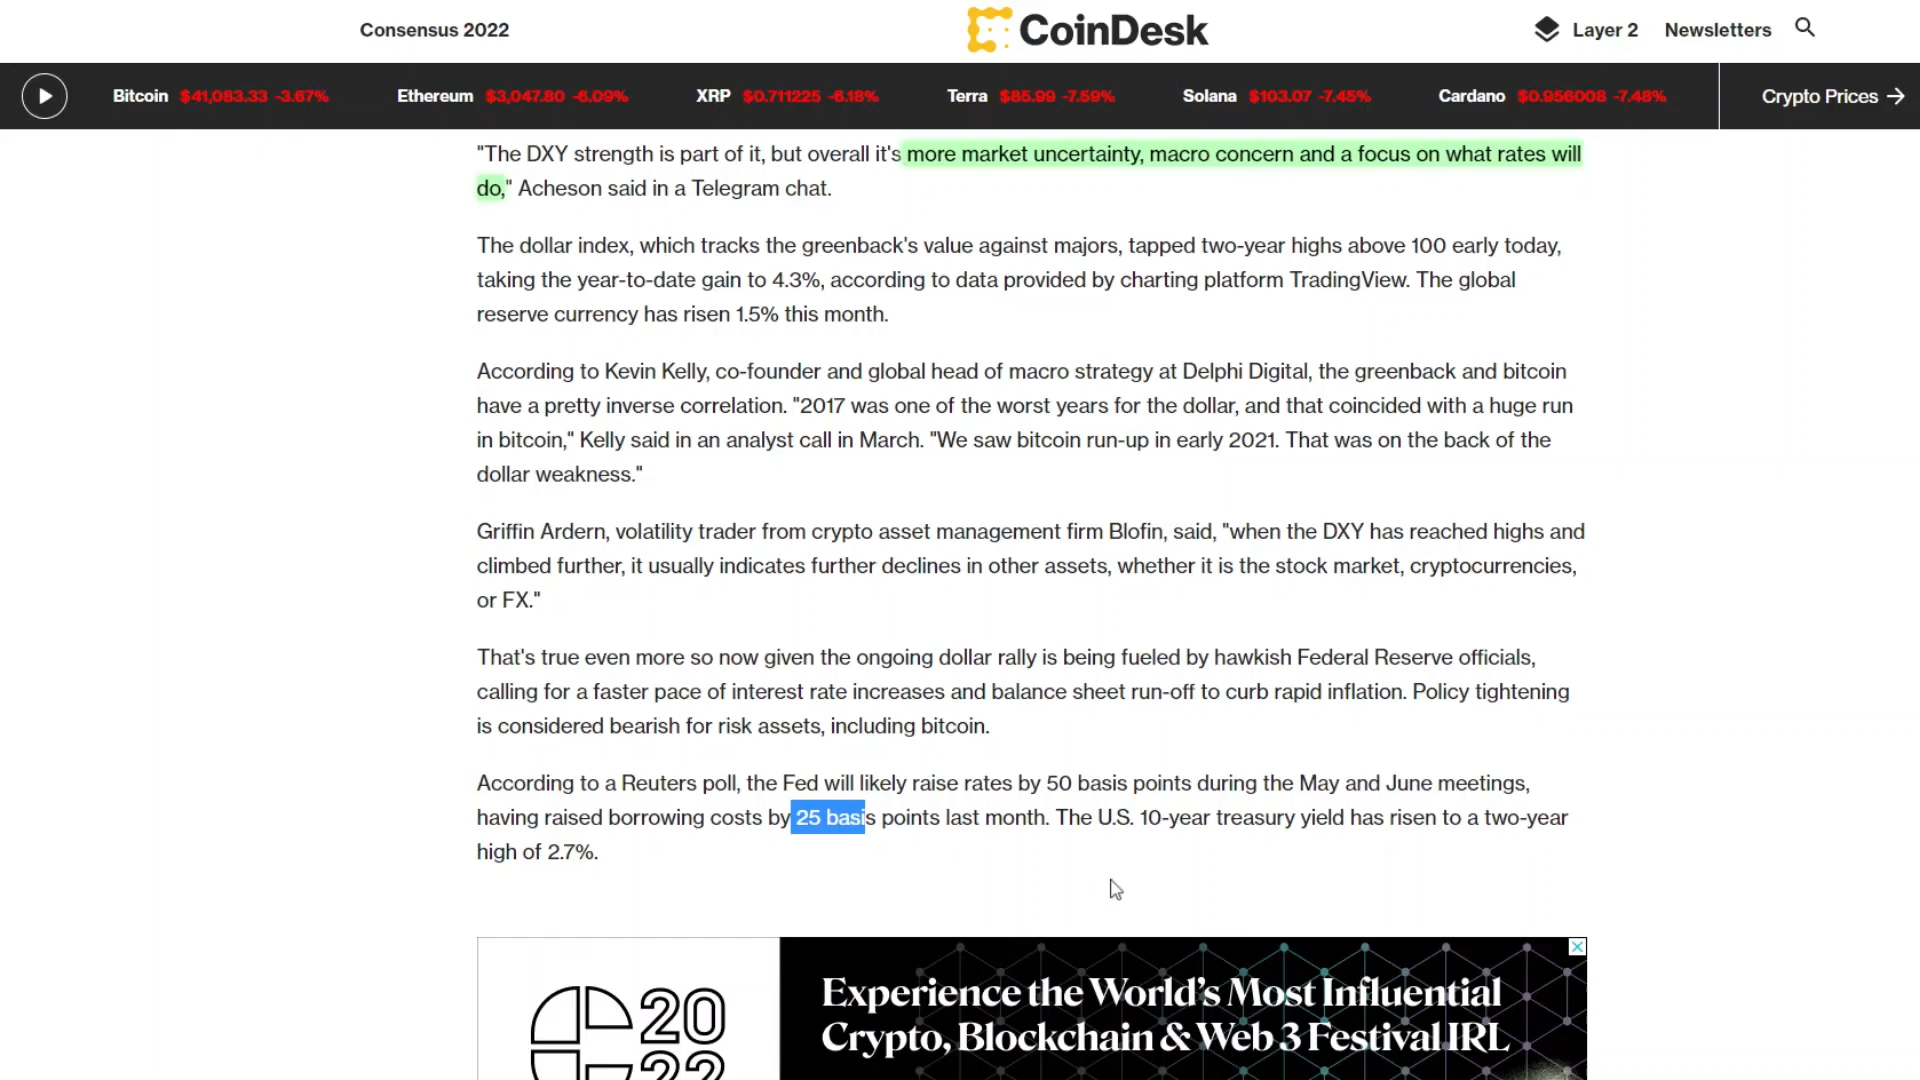 Consensus 2022
CoinDesk
Layer 2
Newsletters
Bitcoin $41,083.33 -3.67% Ethereum $3,047.80 -6.09% XRP $0.711225 -6.18% Terra $85.99 -7.59% Solana $103.07 -7.45% Cardano $0.956008 -7.48% Crypto Prices →
"The DXY strength is part of it, but overall it's more market uncertainty, macro concern and a focus on what rates will
do," Acheson said in a Telegram chat.
The dollar index, which tracks the greenback's value against majors, tapped two-year highs above 100 early today,
taking the year-to-date gain to 4.3%, according to data provided by charting platform TradingView. The global
reserve currency has risen 1.5% this month.
According to Kevin Kelly, co-founder and global head of macro strategy at Delphi Digital, the greenback and bitcoin
have a pretty inverse correlation. "2017 was one of the worst years for the dollar, and that coincided with a huge run
in bitcoin," Kelly said in an analyst call in March. "We saw bitcoin run-up in early 2021. That was on the back of the
dollar weakness."
Griffin Ardern, volatility trader from crypto asset management firm Blofin, said, "when the DXY has reached highs and
climbed further, it usually indicates further declines in other assets, whether it is the stock market, cryptocurrencies,
or FX."
That's true even more so now given the ongoing dollar rally is being fueled by hawkish Federal Reserve officials,
calling for a faster pace of interest rate increases and balance sheet run-off to curb rapid inflation. Policy tightening
is considered bearish for risk assets, including bitcoin.
According to a Reuters poll, the Fed will likely raise rates by 50 basis points during the May and June meetings,
having raised borrowing costs by 25 basis points last month. The U.S. 10-year treasury yield has risen to a two-year
high of 2.7%.
20
22
Experience the World's Most Influential
Crypto, Blockchain & Web 3 Festival IRL